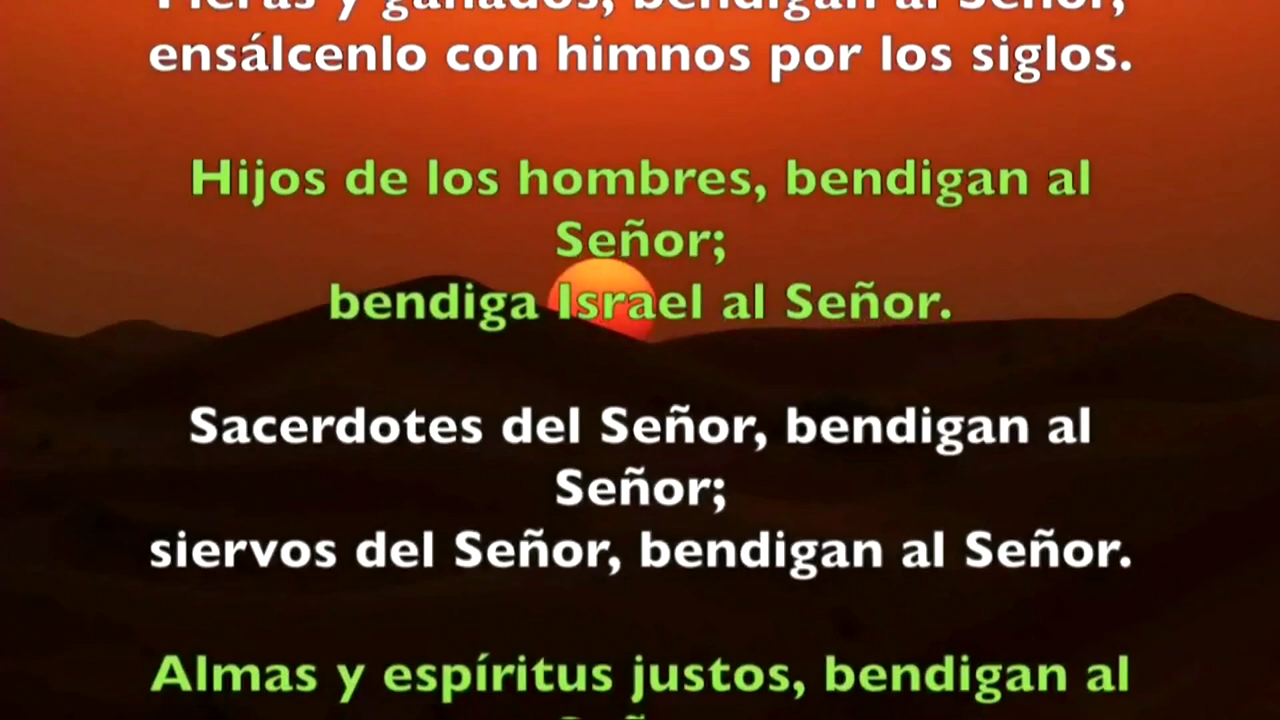 Fieras y ganados, bendigan al Señor,
ensálcenlo con himnos por los siglos.
Hijos de los hombres, bendigan al
Señor;
bendiga Israel al Señor.
Sacerdotes del Señor, bendigan al
Señor;
siervos del Señor, bendigan al Señor.
Almas y espíritus justos, bendigan al